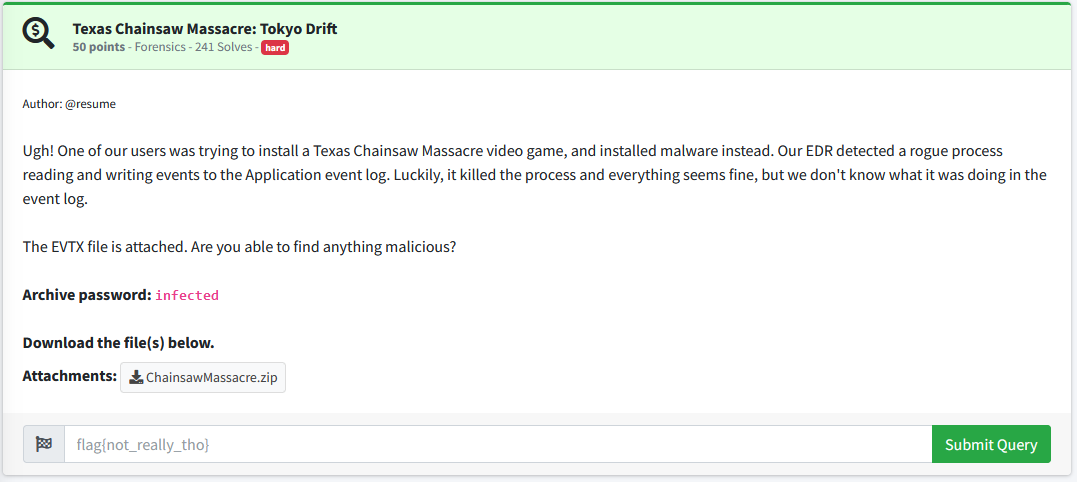 Texas Chainsaw Massacre: Tokyo Drift
50 points - Forensics - 241 Solves - hard
Author: @resume
Ugh! One of our users was trying to install a Texas Chainsaw Massacre video game, and installed malware instead. Our EDR detected a rogue process
reading and writing events to the Application event log. Luckily, it killed the process and everything seems fine, but we don't know what it was doing in the
event log.
The EVTX file is attached. Are you able to find anything malicious?
Archive password: infected
Download the file(s) below.
Attachments: ChainsawMassacre.zip
flag{not_really_tho}
Submit Query